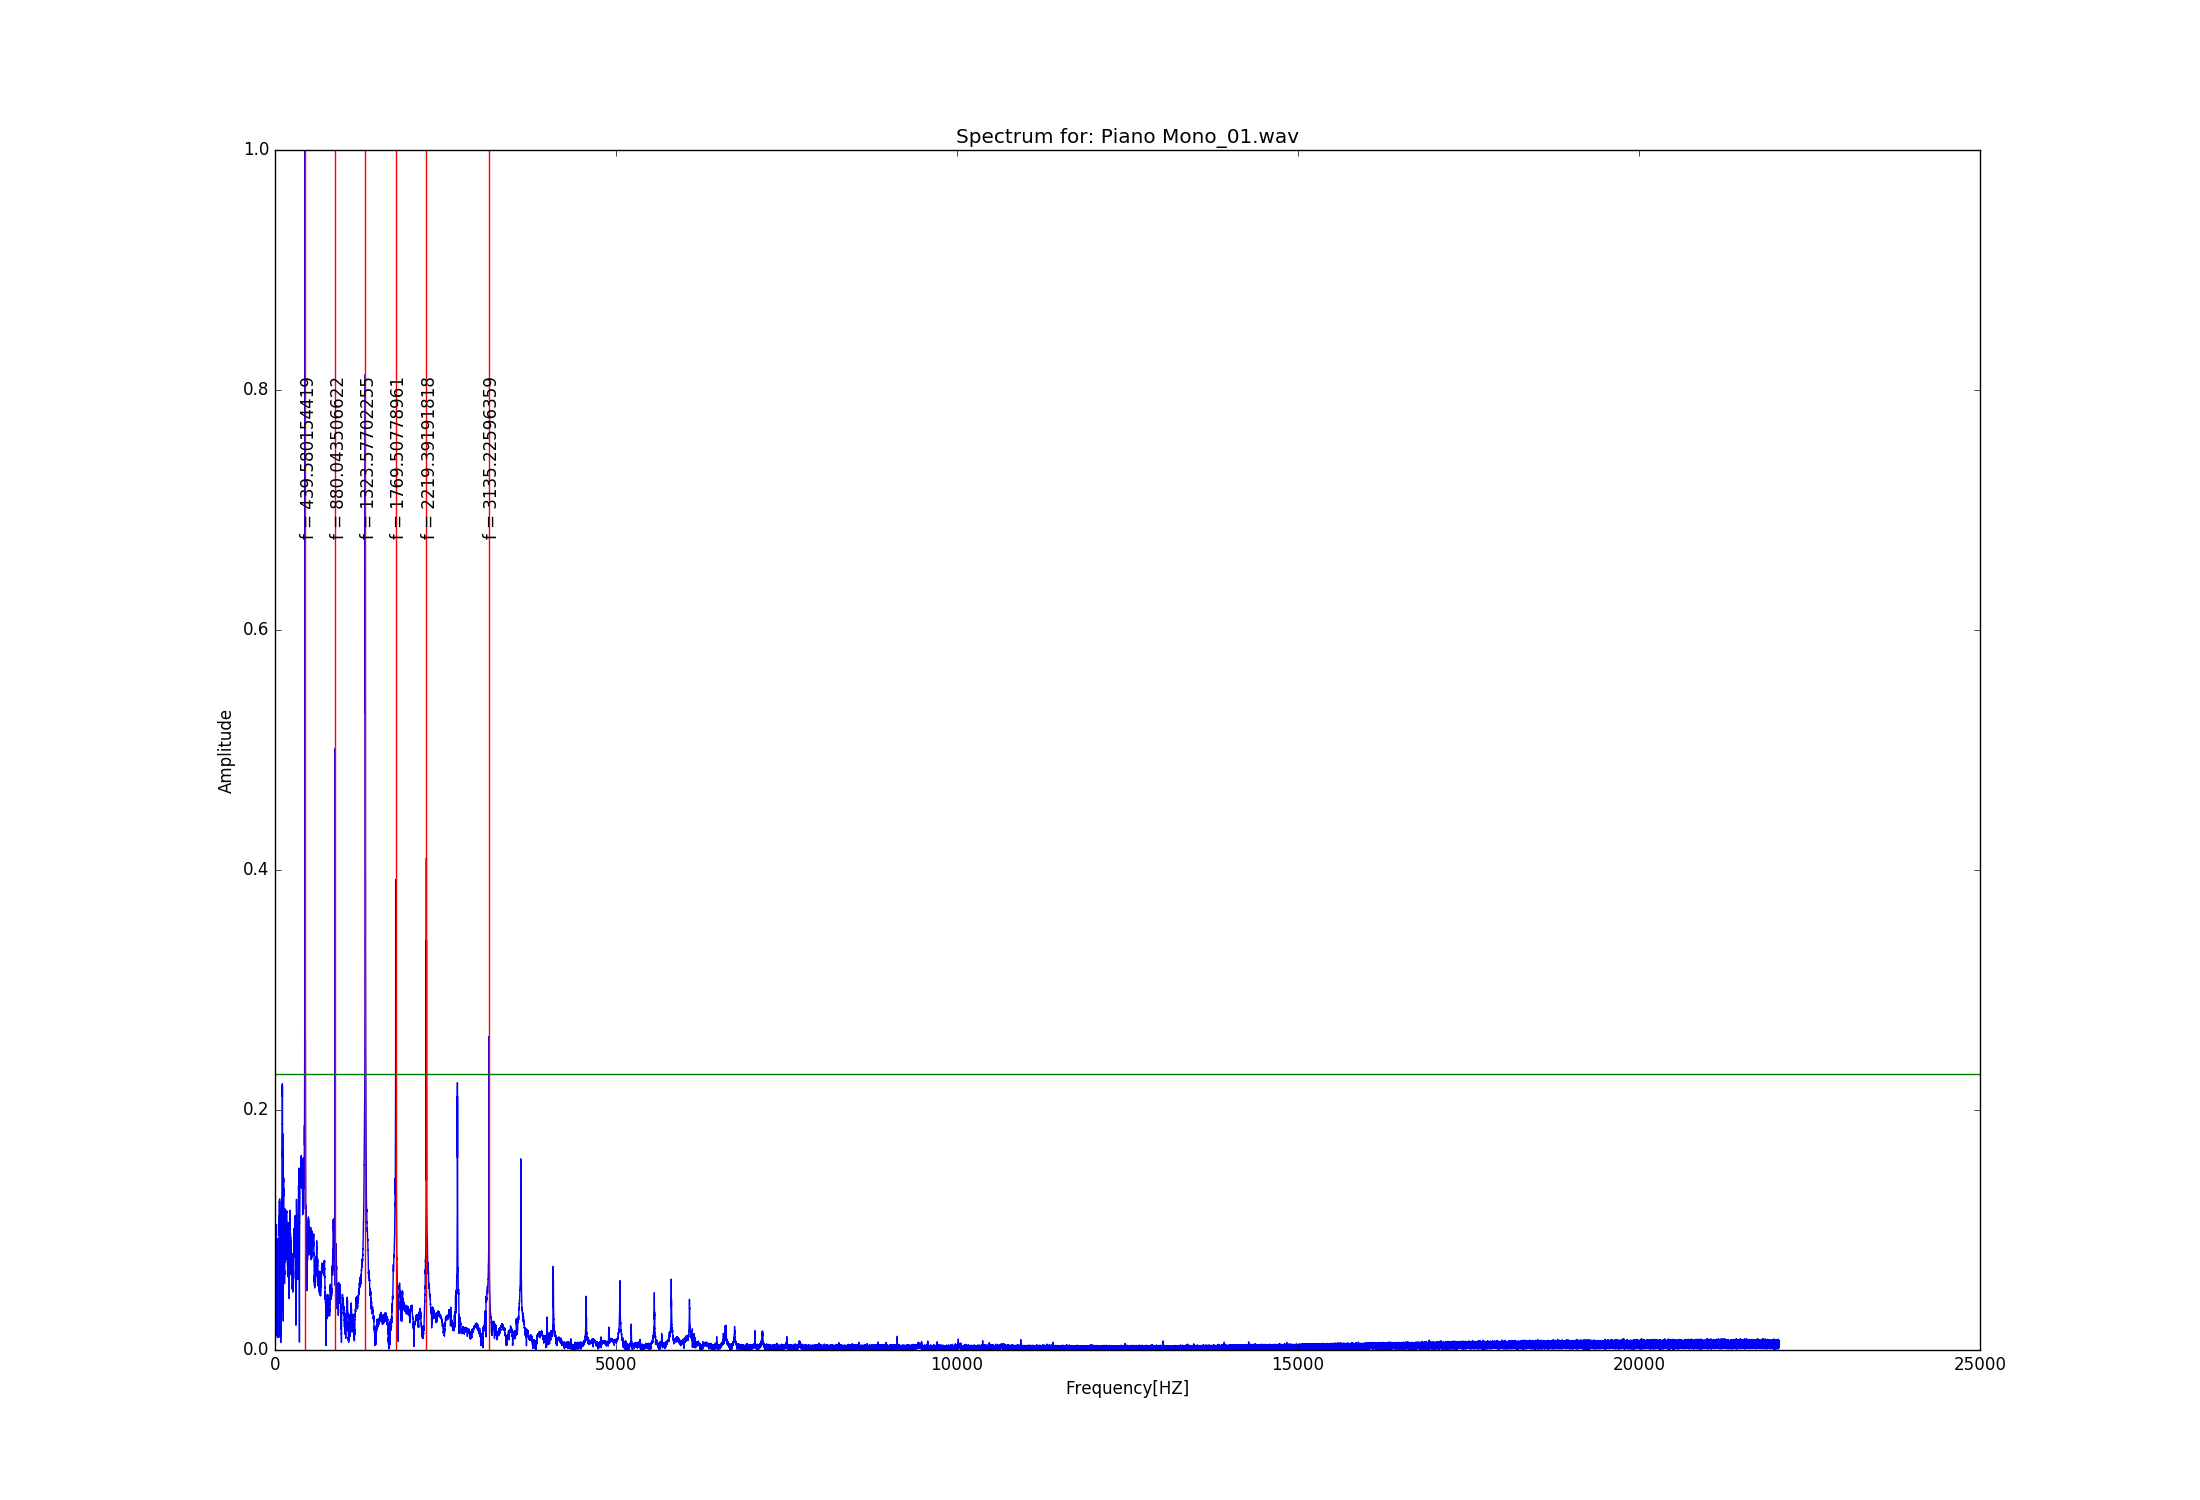 Spectrum for: Piano Mono_01.wav
1.0
0.8
0.6
0.4
0.2
0.0
Amplitude
f = 439.580154419
f = 880.043506622
f = 1323.57702255
f = 1769.50778961
f = 2219.39191818
f = 3135.22596359
0
5000
10000
15000
20000
25000
Frequency[HZ]